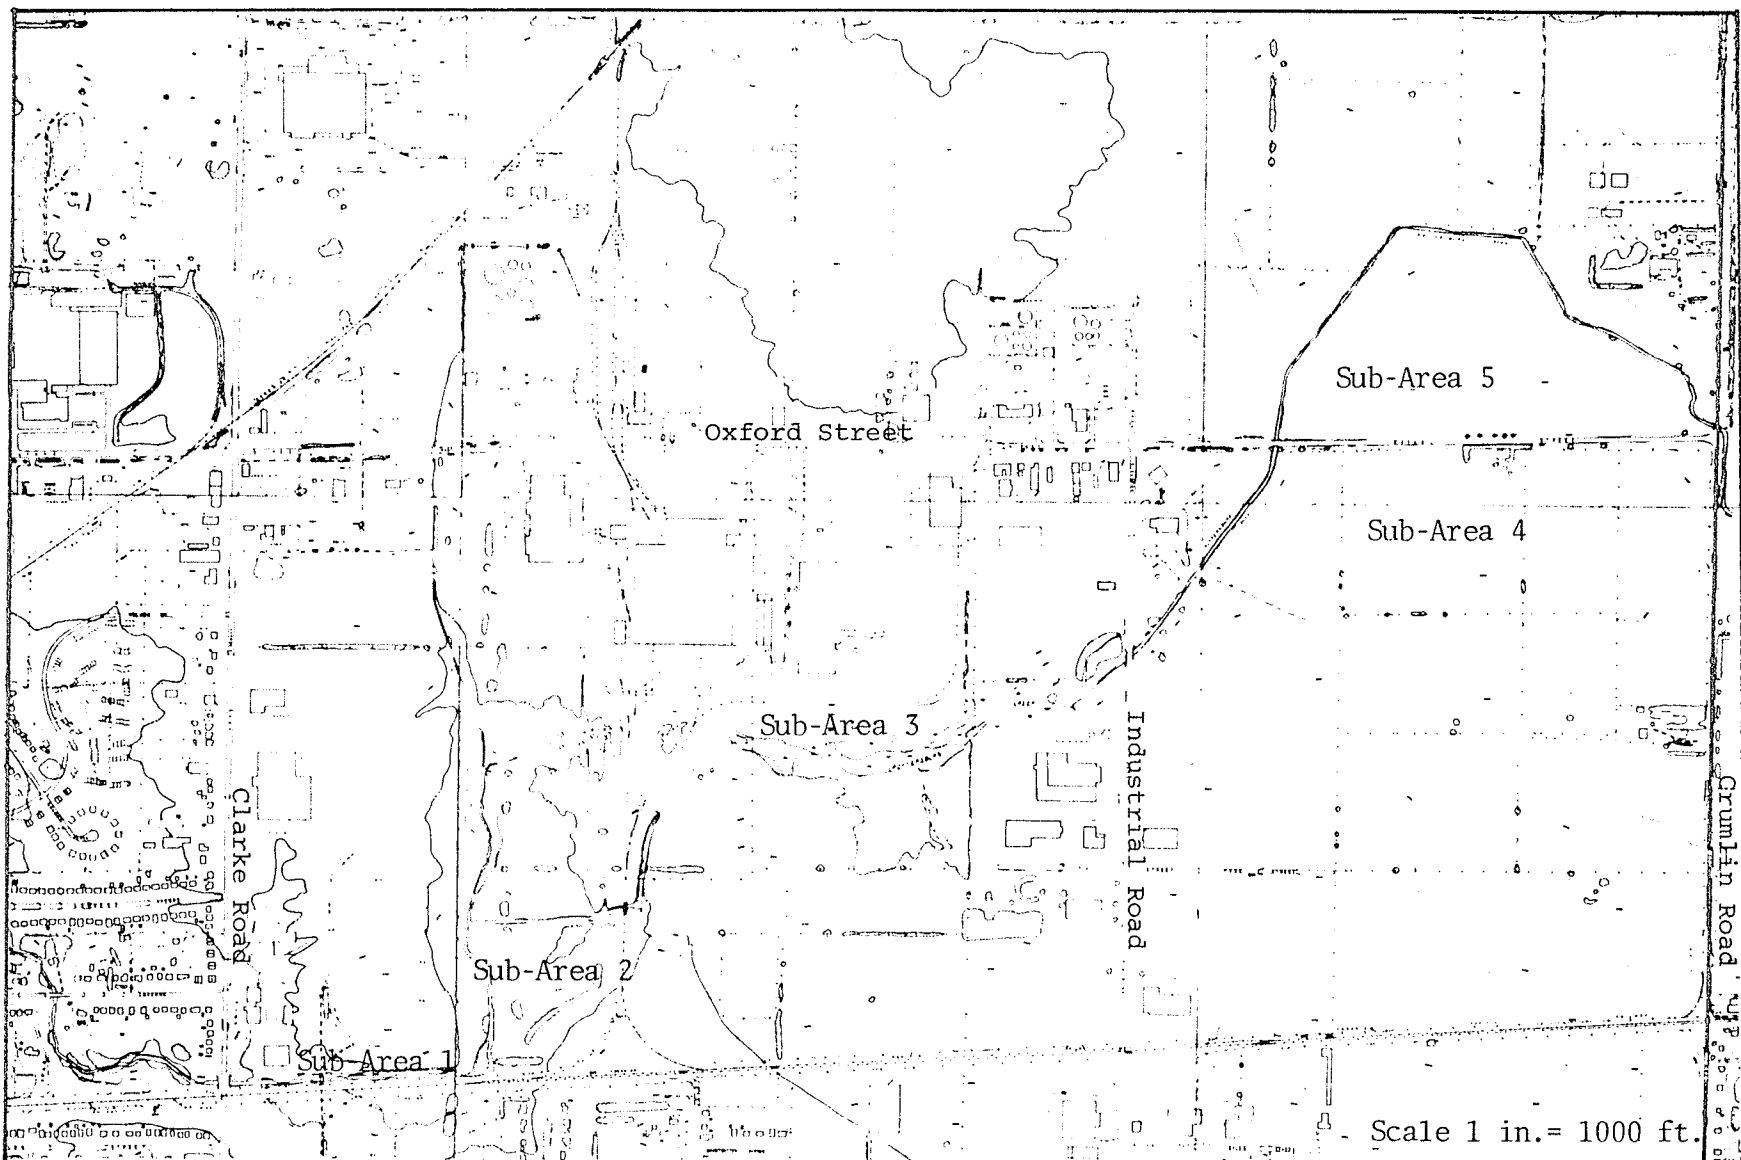 Sub-Area 5
Oxford Street
Sub-Area 4
Sub-Area 3
Industrial Road
Clarke Road
Crumlin Road
Sub-Area 2
Sub-Area 1
Scale 1 in.= 1000 ft.